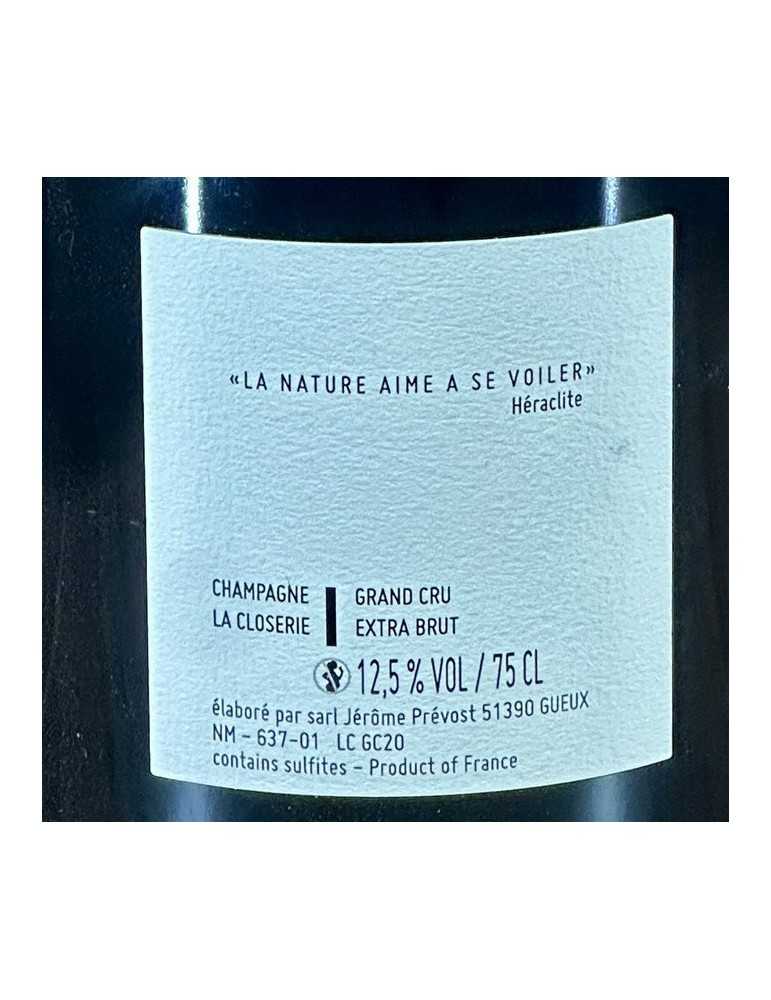 «LA NATURE AIME A SE VOILER»
Héraclite
CHAMPAGNE GRAND CRU
LA CLOSERIE EXTRA BRUT
12,5 % VOL / 75 CL
élaboré par sarl Jérôme Prévost 51390 GUEUX
NM - 637-01 LC GC20
contains sulfites - Product of France